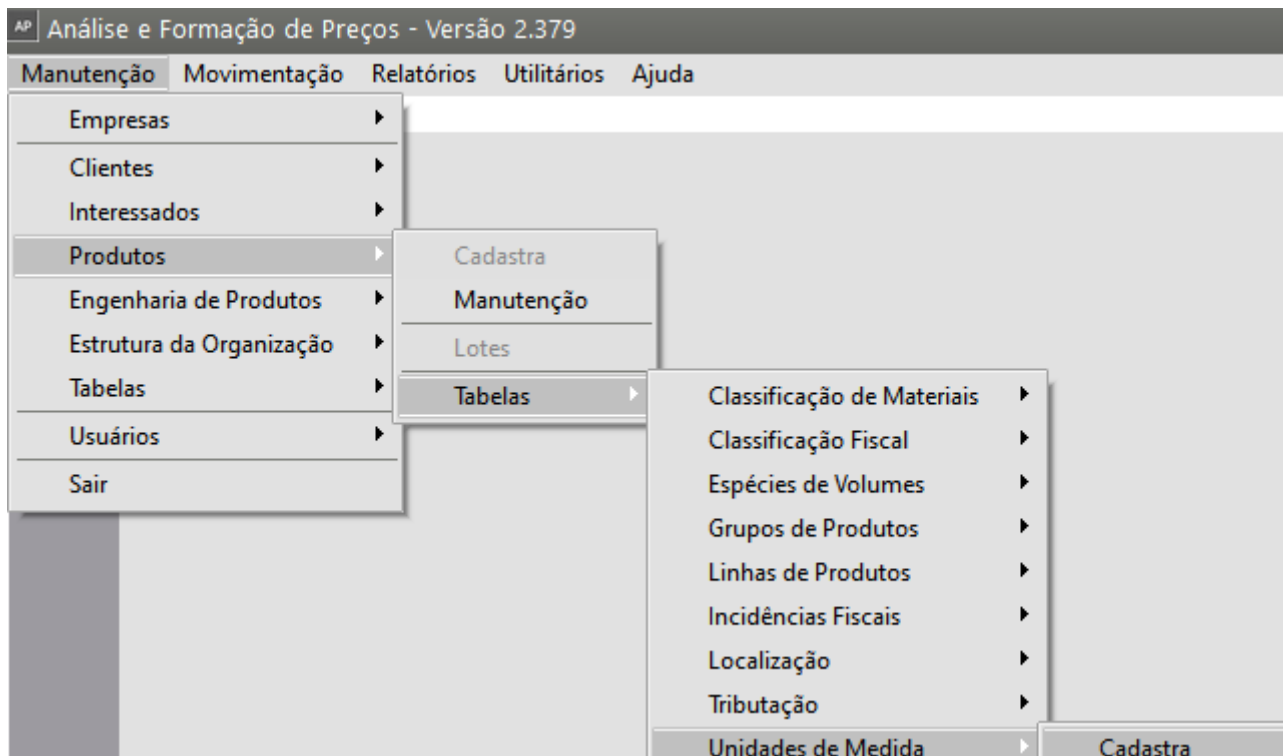 AP Análise e Formação de Preços - Versão 2.379
Manutenção Movimentação Relatórios Utilitários Ajuda
Empresas
Clientes
Interessados
Produtos
Engenharia de Produtos
Estrutura da Organização
Tabelas
Usuários
Sair
Cadastra
Manutenção
Lotes
Tabelas
Classificação de Materiais
Classificação Fiscal
Espécies de Volumes
Grupos de Produtos
Linhas de Produtos
Incidências Fiscais
Localização
Tributação
Unidades de Medida
Cadastra